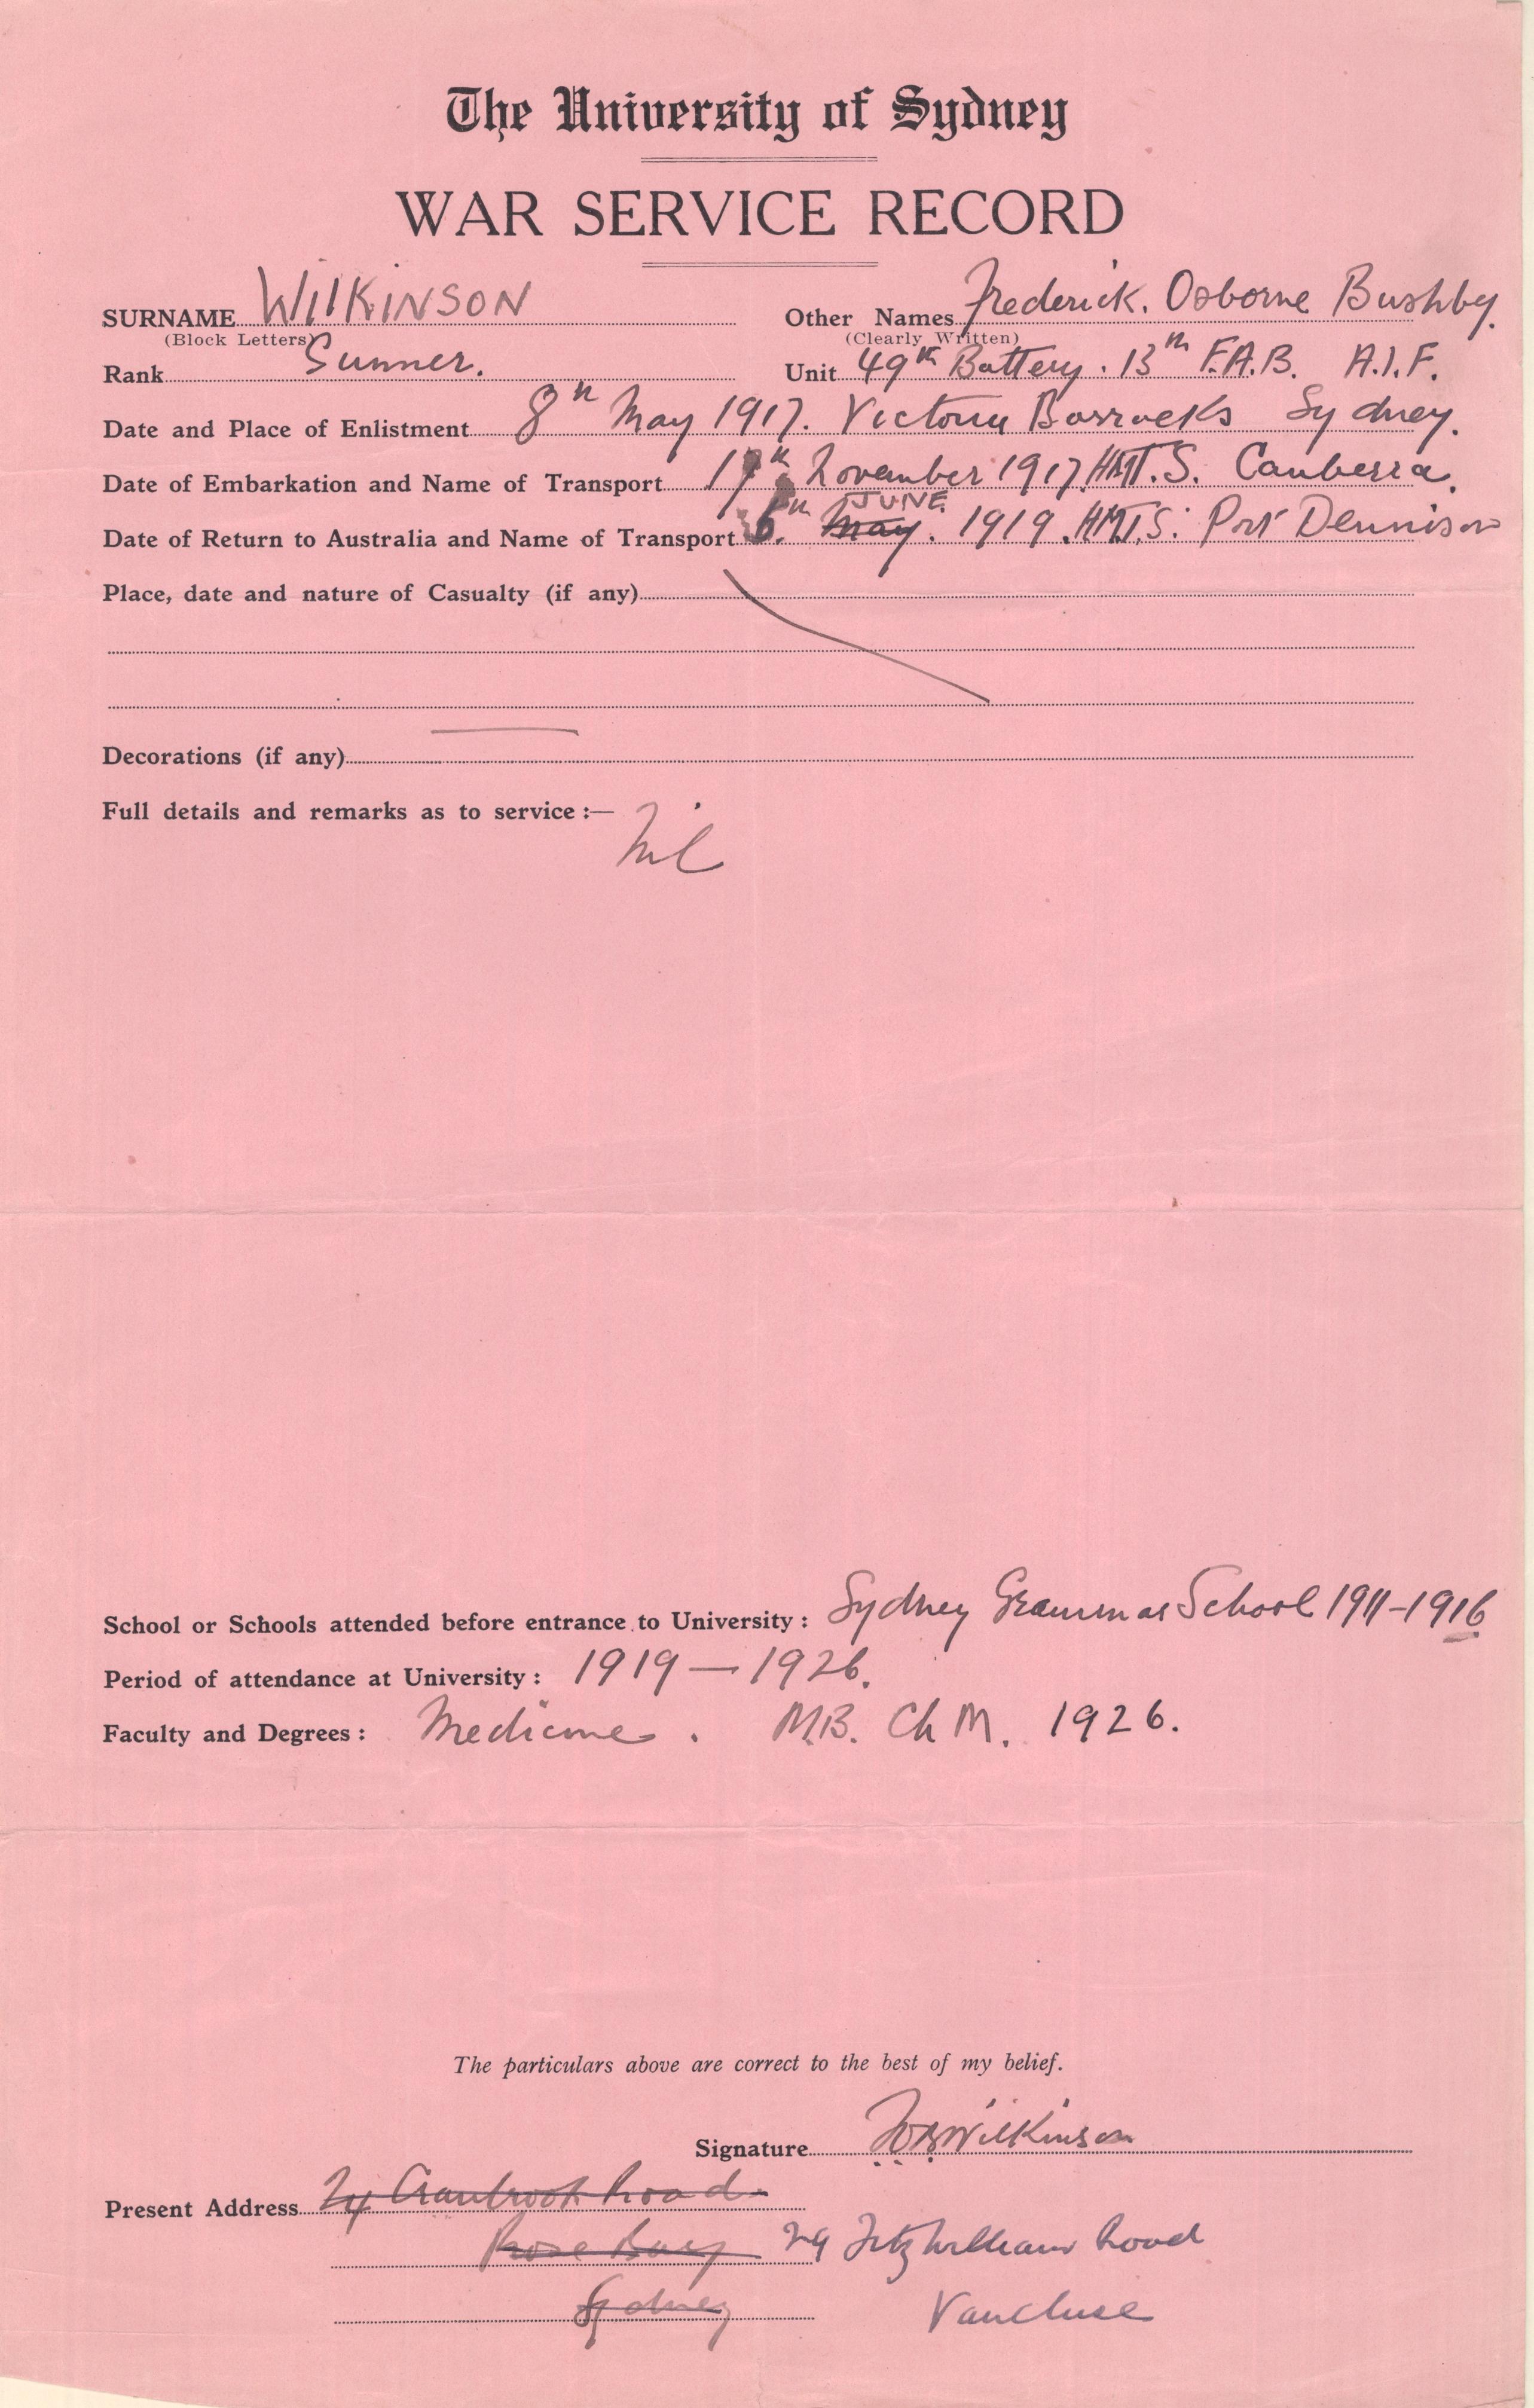 The University of Sydney
WAR SERVICE RECORD
SURNAME WILKINSON Other Names Frederick. Osborne Bushby.
(Block Letters) (Clearly Written)
Rank Gunner. Unit 49th Battery. 13th F.A.B. A.I.F.
Date and Place of Enlistment 8th May 1917. Victoria Barracks Sydney.
Date of Embarkation and Name of Transport November 1917. H.M.T.S. Canberra.
JUNE
Date of Return to Australia and Name of Transport 6th. May. 1919. H.M.T.S. Port Dennison
Place, date and nature of Casualty (if any)
Decorations (if any)
Full details and remarks as to service :—
Nil
School or Schools attended before entrance to University : Sydney Grammar School 1911-1916
Period of attendance at University : 1919 — 1926.
Faculty and Degrees : Medicine. M.B. Ch M. 1926.
The particulars above are correct to the best of my belief.
Signature FOBWilkinson
Present Address Cranbrook Road
Rose Bay 29 Fitzwilliam Road
Sydney Vaucluse